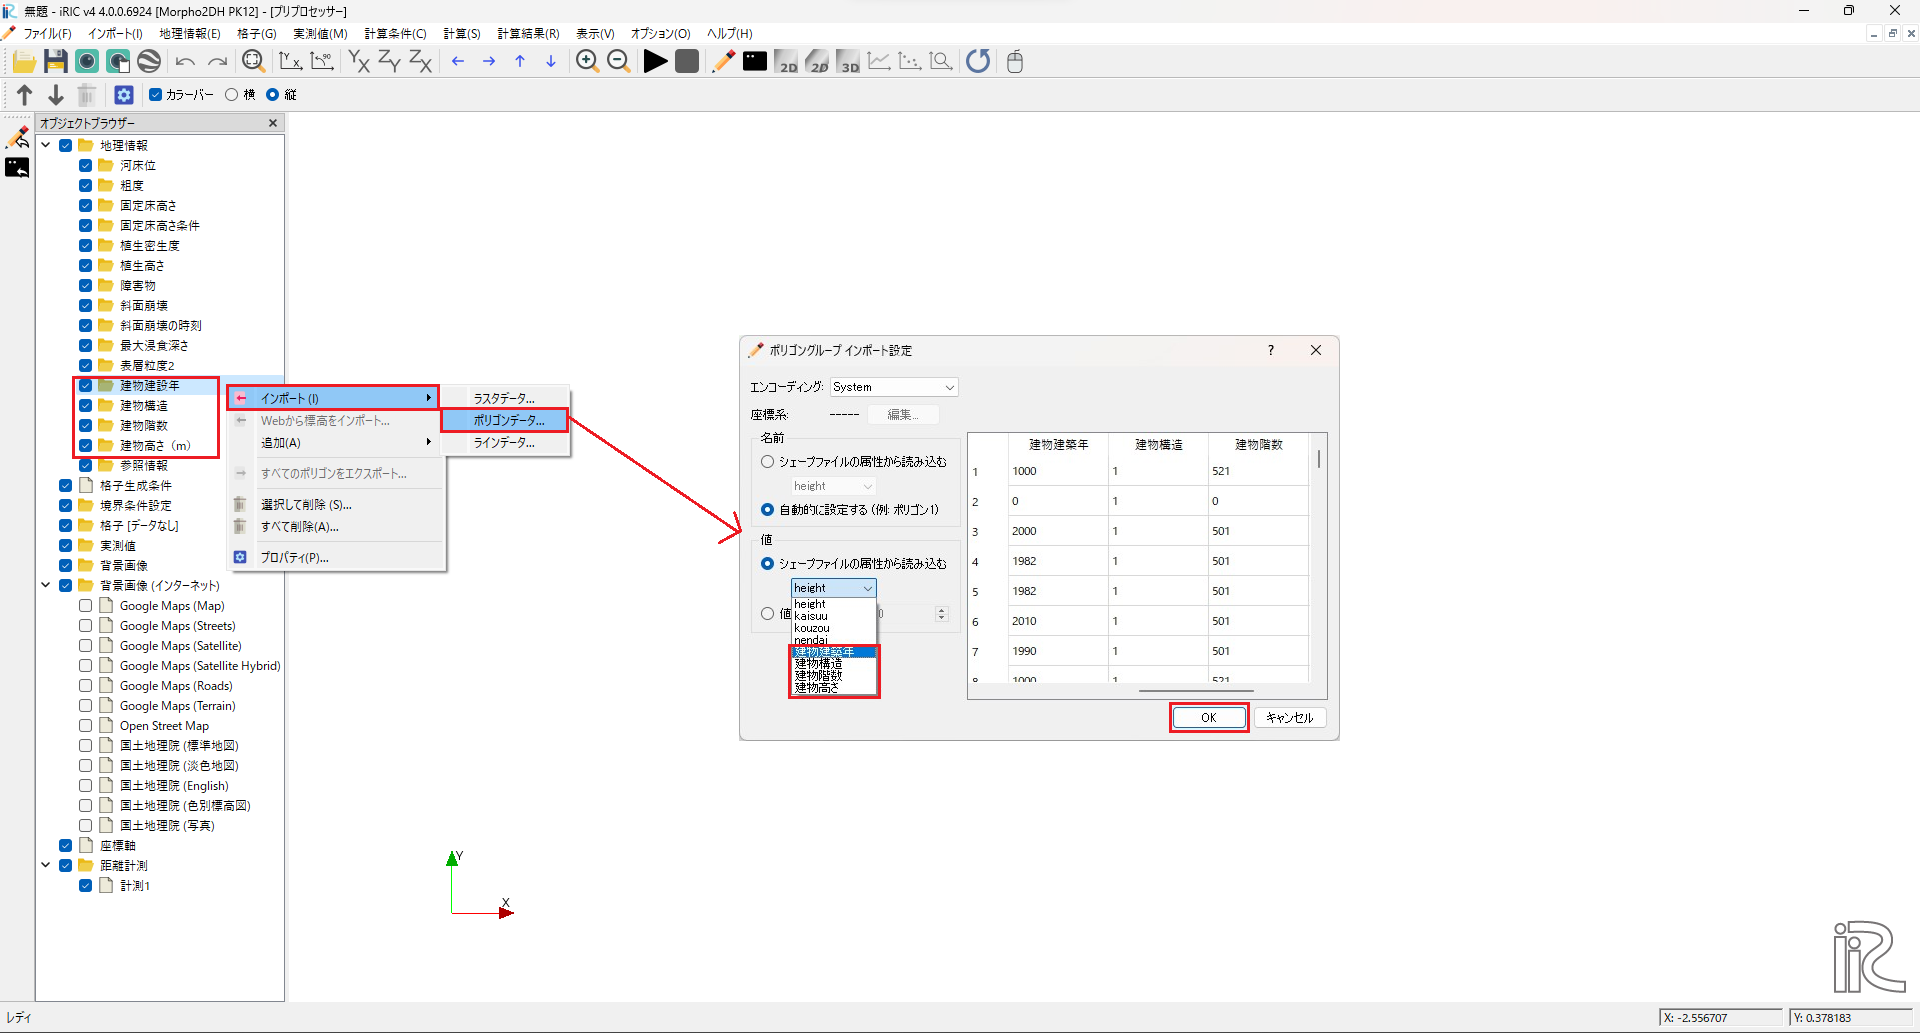 無題 - iRIC v4 4.0.0.6924 [Morpho2DH PK12] - [プリプロセッサー]
ファイル(F) インポート(I) 地理情報(E) 格子(G) 実測値(M) 計算条件(C) 計算(S) 計算結果(R) 表示(V) オプション(O) ヘルプ(H)
カラーバー 横 縦
オブジェクトブラウザー
地理情報
河床位
粗度
固定床高さ
固定床高さ条件
植生密生度
植生高さ
障害物
斜面崩壊
斜面崩壊の時刻
最大浸食深さ
表層粒度2
建物建設年
建物構造
建物階数
建物高さ（m）
参照情報
格子生成条件
境界条件設定
格子 [データなし]
実測値
背景画像
背景画像 (インターネット)
Google Maps (Map)
Google Maps (Streets)
Google Maps (Satellite)
Google Maps (Satellite Hybrid)
Google Maps (Roads)
Google Maps (Terrain)
Open Street Map
国土地理院 (標準地図)
国土地理院 (淡色地図)
国土地理院 (English)
国土地理院 (色別標高図)
国土地理院 (写真)
座標軸
距離計測
計測1
インポート(I)
Webから標高をインポート...
追加(A)
すべてのポリゴンをエクスポート...
選択して削除 (S)...
すべて削除(A)...
プロパティ(P)...
ラスタデータ...
ポリゴンデータ...
ラインデータ...
ポリゴングループ インポート設定
エンコーディング: System
座標系: ----- 編集...
名前
シェープファイルの属性から読み込む
height
自動的に設定する (例: ポリゴン1)
値
シェープファイルの属性から読み込む
height
height
kaisuu
kouzou
nendai
建物建築年
建物構造
建物階数
建物高さ
値
0
建物建築年 建物構造 建物階数
1 1000 1 521
2 0 1 0
3 2000 1 501
4 1982 1 501
5 1982 1 501
6 2010 1 501
7 1990 1 501
8 1000 1 521
OK キャンセル
Y
X
iRIC
レディ
X: -2.556707 Y: 0.378183